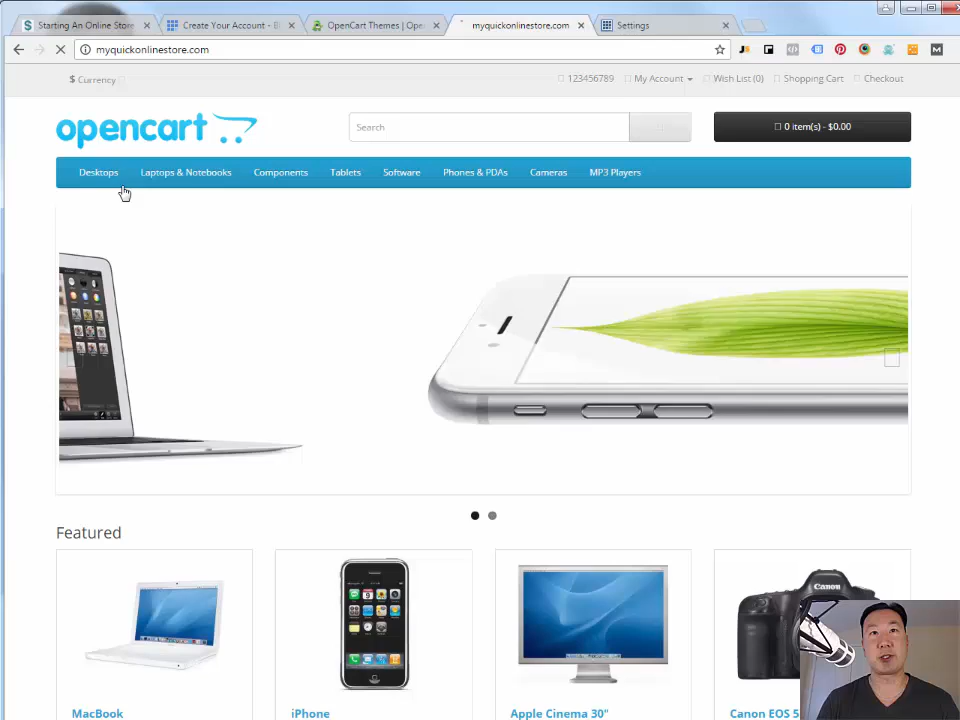 Starting An Online Store
Create Your Account - Bl
OpenCart Themes | Open
myquickonlinestore.com
Settings
myquickonlinestore.com
$ Currency
123456789
My Account
Wish List (0)
Shopping Cart
Checkout
opencart
Search
0 item(s) - $0.00
Desktops
Laptops & Notebooks
Components
Tablets
Software
Phones & PDAs
Cameras
MP3 Players
Featured
Canon
MacBook
iPhone
Apple Cinema 30"
Canon EOS 5